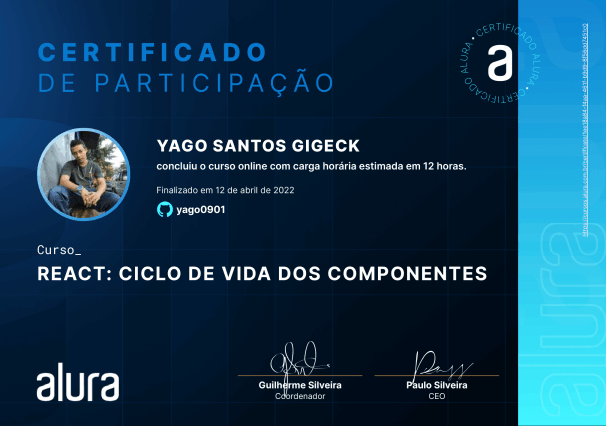 CERTIFICADO
DE PARTICIPAÇÃO
CERTIFICADO ALURA • CERTIFICADO ALURA •
a
YAGO SANTOS GIGECK
concluiu o curso online com carga horária estimada em 12 horas.
Finalizado em 12 de abril de 2022
yago0901
Curso_
REACT: CICLO DE VIDA DOS COMPONENTES
alura
Guilherme Silveira
Coordenador
Paulo Silveira
CEO
alura